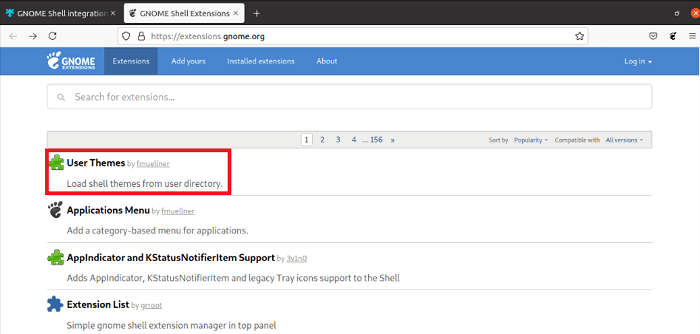 GNOME Shell integration
GNOME Shell Extensions
https://extensions.gnome.org
GNOME EXTENSIONS Extensions Add yours Installed extensions About Log in
Search for extensions...
1 2 3 4 ... 156 » Sort by Popularity Compatible with All versions
User Themes by fmuellner
Load shell themes from user directory.
Applications Menu by fmuellner
Add a category-based menu for applications.
AppIndicator and KStatusNotifierItem Support by 3v1n0
Adds AppIndicator, KStatusNotifierItem and legacy Tray icons support to the Shell
Extension List by grroot
Simple gnome shell extension manager in top panel